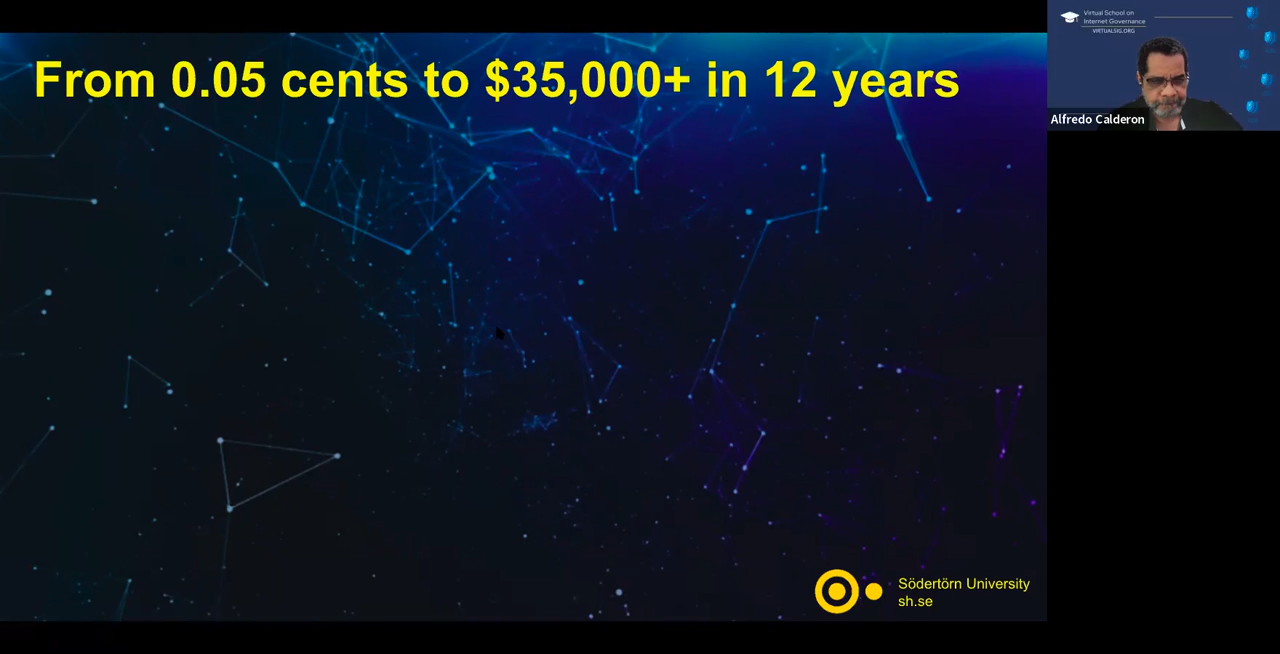 From 0.05 cents to $35,000+ in 12 years
Virtual School on
Internet Governance
VIRTUALSIG.ORG
Alfredo Calderon
Södertörn University
sh.se